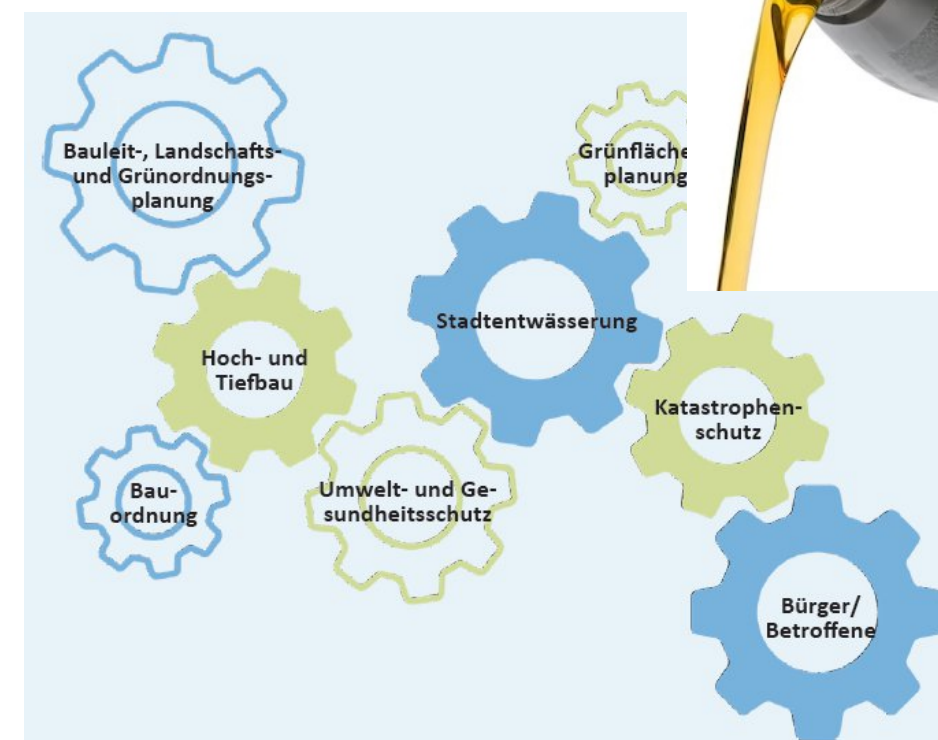 Bauleit-, Landschafts-
und Grünordnungs-
planung
Grünfläche
planung
Stadtentwässerung
Hoch- und
Tiefbau
Katastrophen-
schutz
Bau-
ordnung
Umwelt- und Ge-
sundheitsschutz
Bürger/
Betroffene